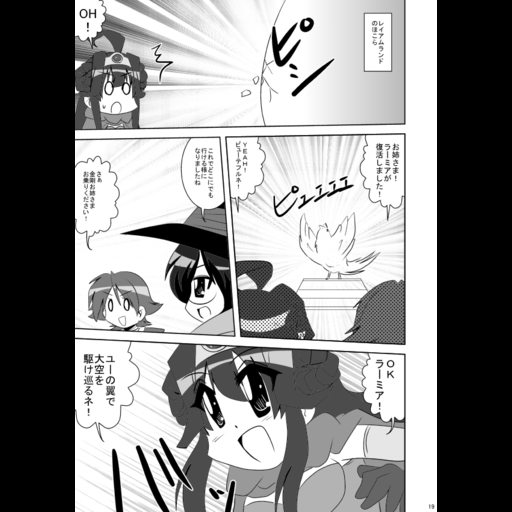 レイアムランド
のほこら
ピシッ
OH!
お姉さま!
ラーミアが
復活しました!
ピュエエエ
YEAH!
ビューテフルネ!
これでどこにでも
行ける様に
なりましたね
さぁ
金剛お姉さま
お乗りください!
OK
ラーミア!
ユーの翼で
大空を
駆け巡るネ!
19